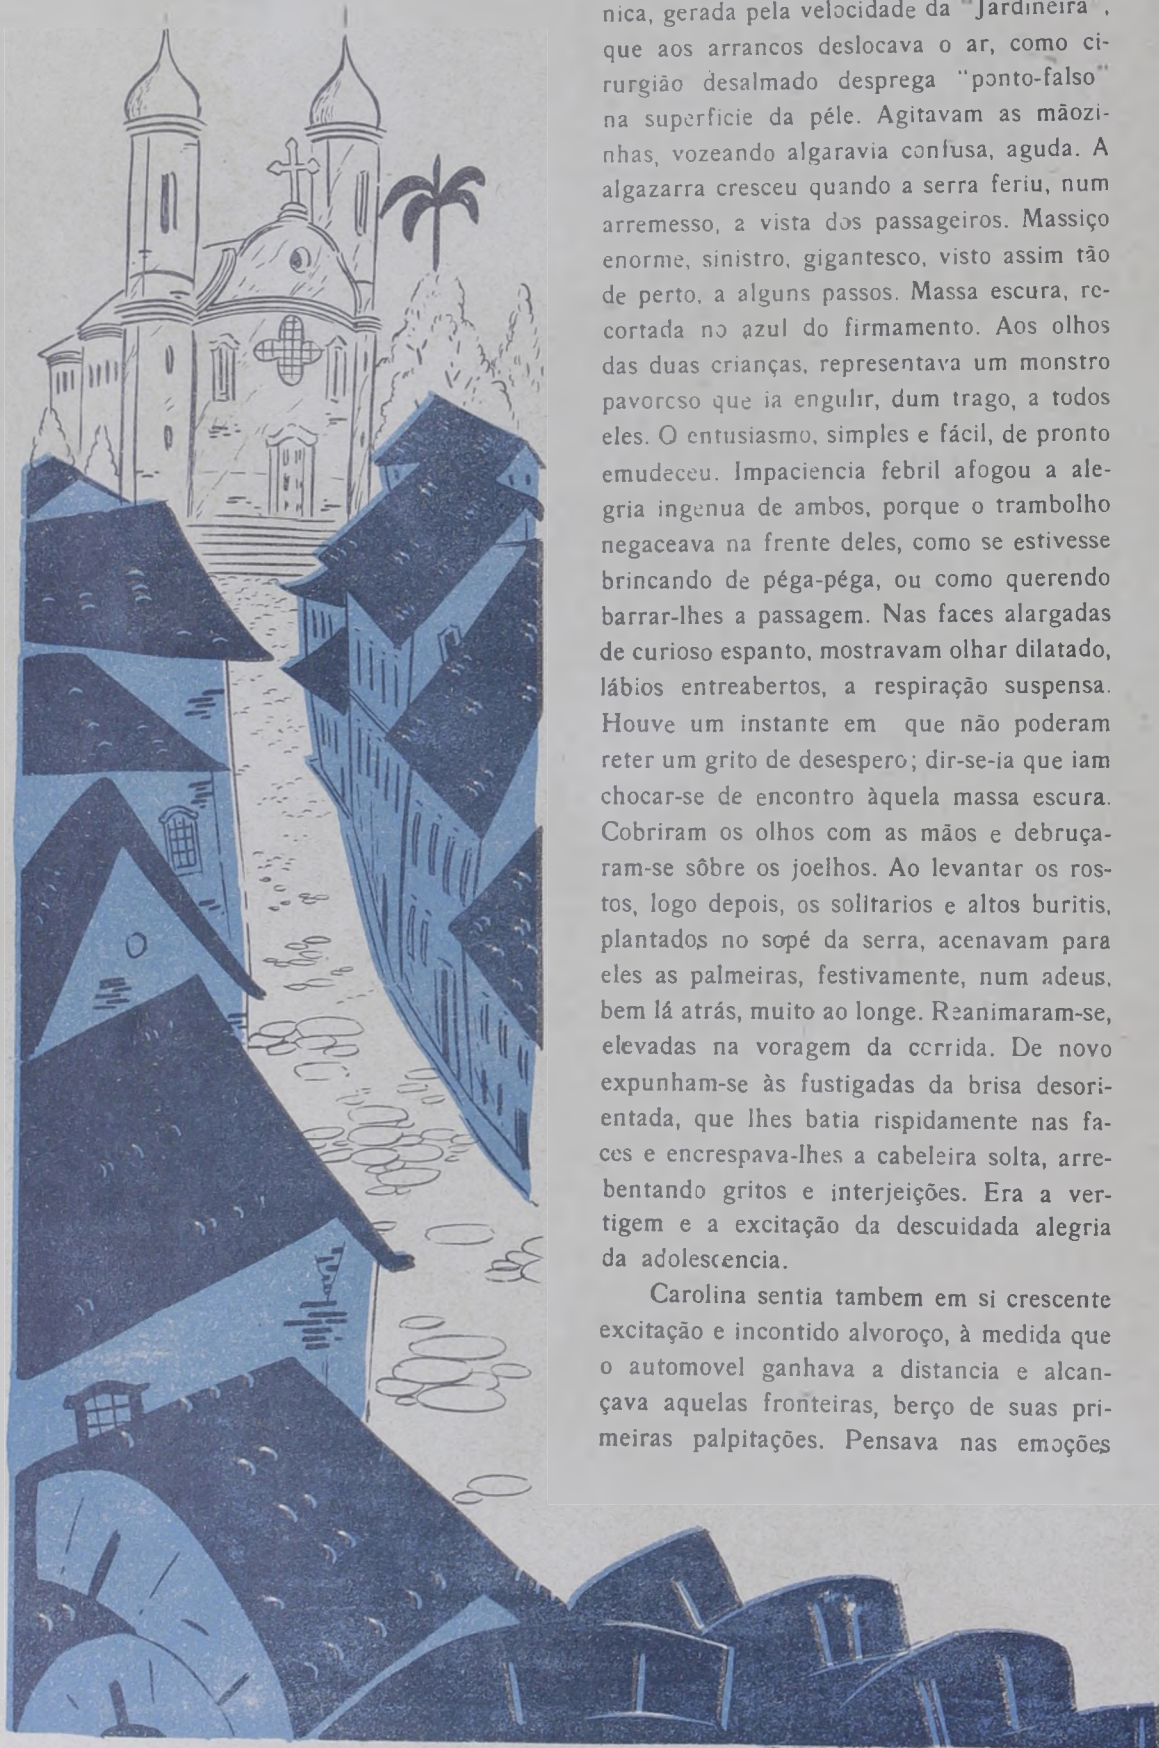 nica, gerada pela velocidade da "Jardineira",
que aos arrancos deslocava o ar, como ci-
rurgião desalmado desprega "ponto-falso"
na superficie da péle. Agitavam as mãozi-
nhas, vozeando algaravia confusa, aguda. A
algazarra cresceu quando a serra feriu, num
arremesso, a vista dos passageiros. Massiço
enorme, sinistro, gigantesco, visto assim tão
de perto, a alguns passos. Massa escura, re-
cortada no azul do firmamento. Aos olhos
das duas crianças, representava um monstro
pavoroso que ia engulir, dum trago, a todos
eles. O entusiasmo, simples e fácil, de pronto
emudeceu. Impaciencia febril afogou a ale-
gria ingenua de ambos, porque o trambolho
negaceava na frente deles, como se estivesse
brincando de péga-péga, ou como querendo
barrar-lhes a passagem. Nas faces alargadas
de curioso espanto, mostravam olhar dilatado,
lábios entreabertos, a respiração suspensa.
Houve um instante em que não poderam
reter um grito de desespero; dir-se-ia que iam
chocar-se de encontro àquela massa escura.
Cobriram os olhos com as mãos e debruça-
ram-se sôbre os joelhos. Ao levantar os ros-
tos, logo depois, os solitarios e altos buritis,
plantados no sopé da serra, acenavam para
eles as palmeiras, festivamente, num adeus,
bem lá atrás, muito ao longe. Reanimaram-se,
elevadas na voragem da corrida. De novo
expunham-se às fustigadas da brisa desori-
entada, que lhes batia rispidamente nas fa-
ces e encrespava-lhes a cabeleira solta, arre-
bentando gritos e interjeições. Era a ver-
tigem e a excitação da descuidada alegria
da adolescencia.
Carolina sentia tambem em si crescente
excitação e incontido alvoroço, à medida que
o automovel ganhava a distancia e alcan-
çava aquelas fronteiras, berço de suas pri-
meiras palpitações. Pensava nas emoções